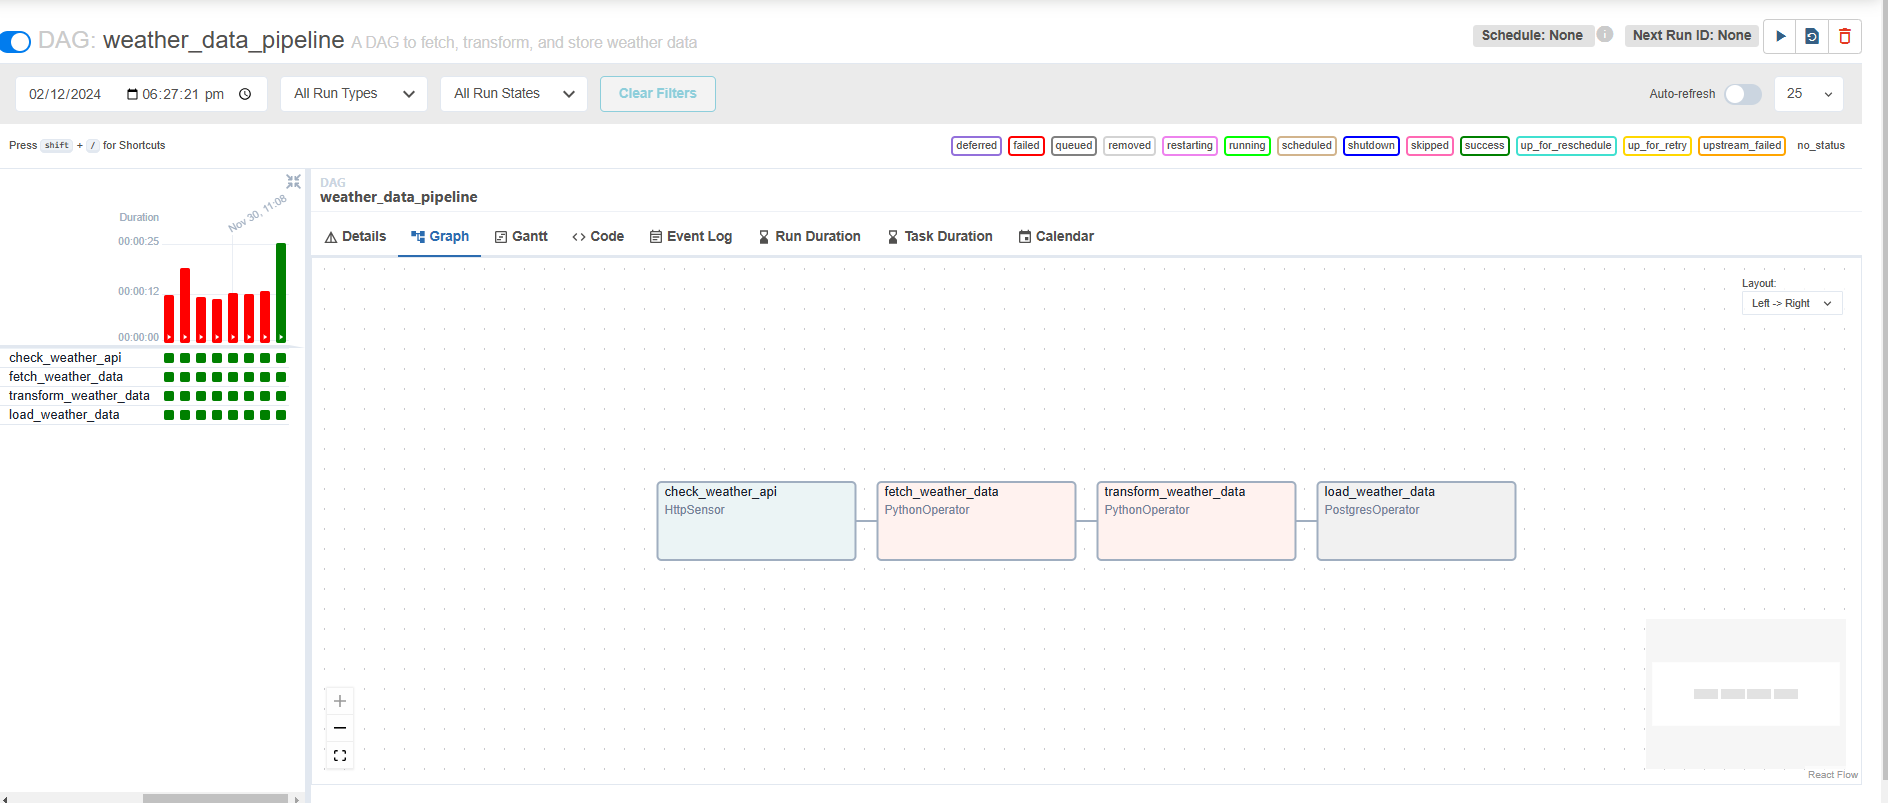 DAG: weather_data_pipeline A DAG to fetch, transform, and store weather data
Schedule: None
Next Run ID: None
02/12/2024 06:27:21 pm
All Run Types
All Run States
Clear Filters
Auto-refresh
25
Press shift + / for Shortcuts
deferred failed queued removed restarting running scheduled shutdown skipped success up_for_reschedule up_for_retry upstream_failed no_status
Duration
Nov 30, 11:08
00:00:25
00:00:12
00:00:00
check_weather_api
fetch_weather_data
transform_weather_data
load_weather_data
DAG
weather_data_pipeline
Details Graph Gantt Code Event Log Run Duration Task Duration Calendar
Layout:
Left -> Right
check_weather_api
HttpSensor
fetch_weather_data
PythonOperator
transform_weather_data
PythonOperator
load_weather_data
PostgresOperator
React Flow